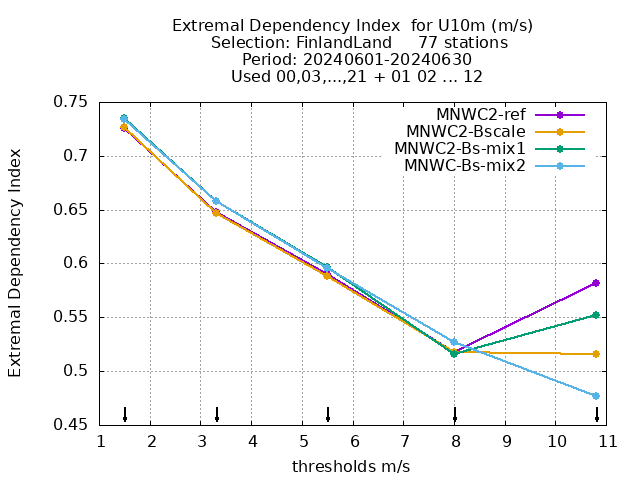 Extremal Dependency Index  for U10m (m/s)
Selection: FinlandLand     77 stations
Period: 20240601-20240630
Used 00,03,...,21 + 01 02 ... 12
MNWC2-ref
MNWC2-Bscale
MNWC2-Bs-mix1
MNWC-Bs-mix2
0.75
0.7
0.65
0.6
0.55
0.5
0.45
Extremal Dependency Index
1 2 3 4 5 6 7 8 9 10 11
thresholds m/s